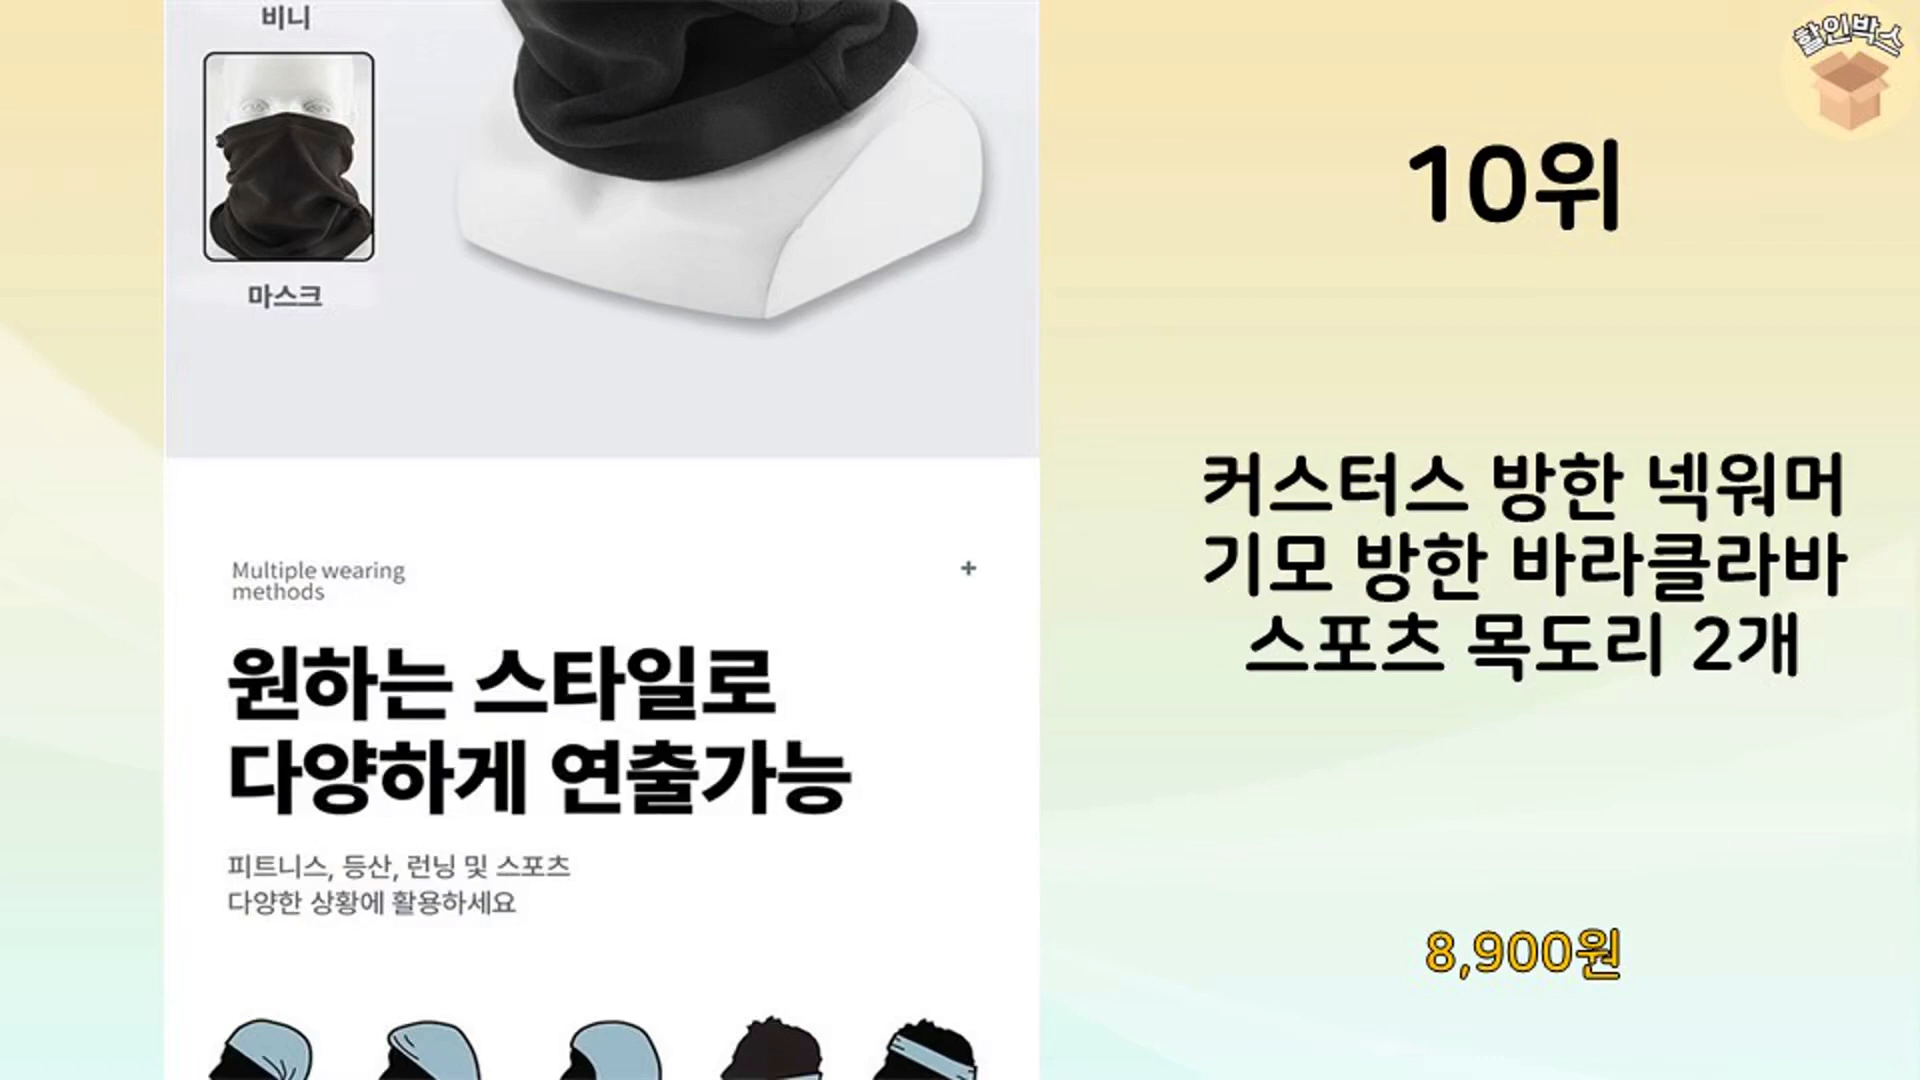 비니
마스크
Multiple wearing
methods
+
원하는 스타일로
다양하게 연출가능
피트니스, 등산, 런닝 및 스포츠
다양한 상황에 활용하세요
할인박스
10위
커스터스 방한 넥워머
기모 방한 바라클라바
스포츠 목도리 2개
8,900원